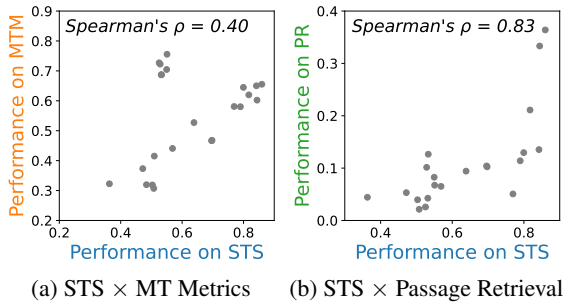 Spearman's ρ = 0.40
Performance on MTM
0.9
0.8
0.7
0.6
0.5
0.4
0.3
0.2
0.2
0.4
0.6
0.8
Performance on STS
(a) STS × MT Metrics
Spearman's ρ = 0.83
Performance on PR
0.4
0.3
0.2
0.1
0.0
0.4
0.6
0.8
Performance on STS
(b) STS × Passage Retrieval